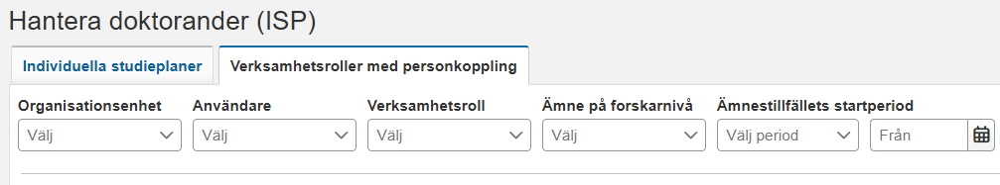 Hantera doktorander (ISP)
Individuella studieplaner Verksamhetsroller med personkoppling
Organisationsenhet Användare Verksamhetsroll Ämne på forskarnivå Ämnestillfällets startperiod
Välj Välj Välj Välj Välj period Från